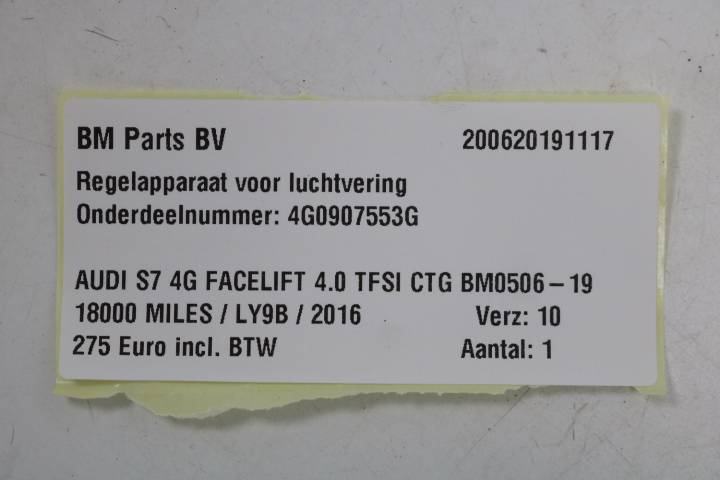 BM Parts BV 200620191117
Regelapparaat voor luchtvering
Onderdeelnummer: 4G0907553G
AUDI S7 4G FACELIFT 4.0 TFSI CTG BM0506-19
18000 MILES / LY9B / 2016 Verz: 10
275 Euro incl. BTW Aantal: 1